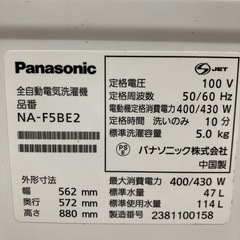 Panasonic
全自動電気洗濯機
品番
NA-F5BE2
外形寸法
幅 562 mm
奥行 572 mm
高さ 880 mm
JET
定格電圧 100 V
定格周波数 50/60 Hz
電動機定格消費電力 400/430 W
定格時間 洗いのみ 10 分
標準洗濯容量 5.0 kg
PSE パナソニック株式会社
中国製
最大消費電力 400/430 W
標準水量 47 L
標準使用水量 114 L
製造番号 2381100158